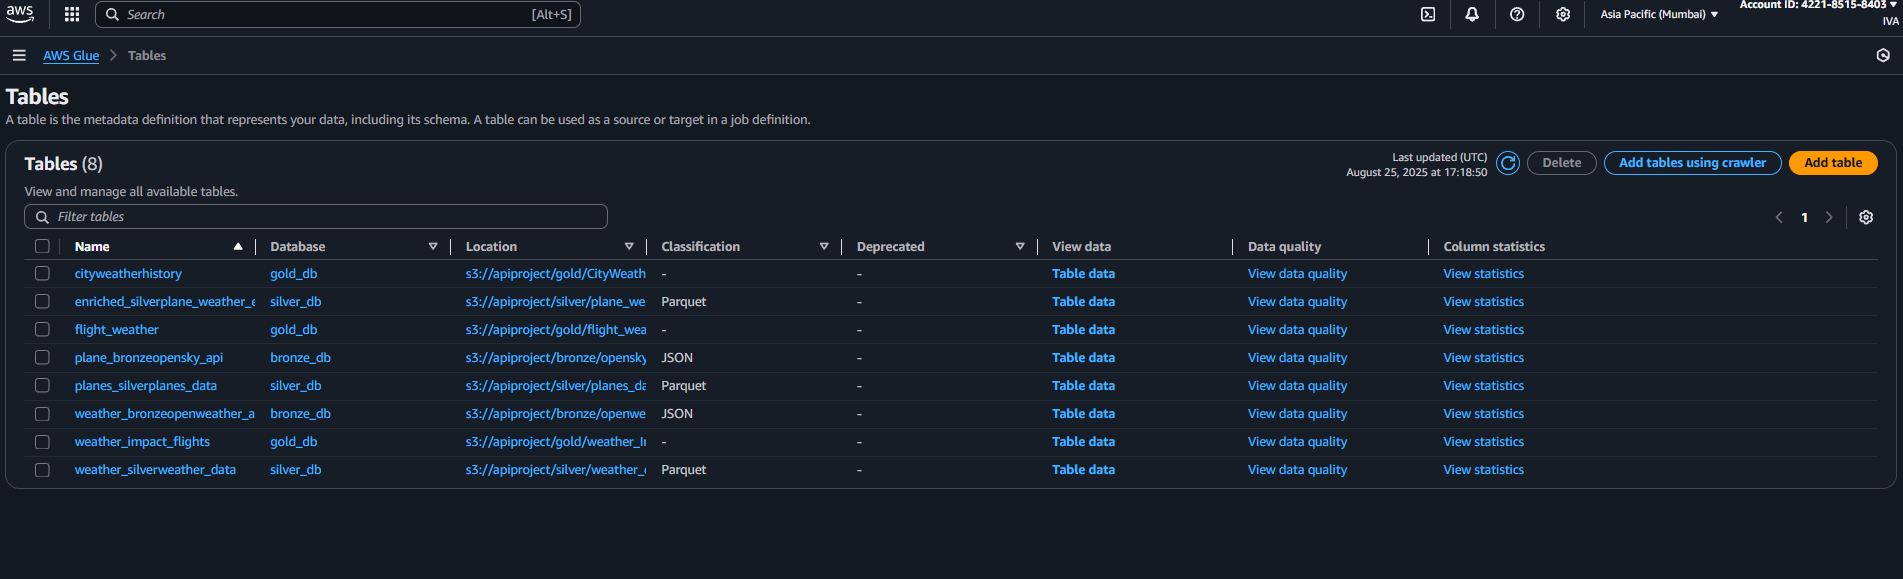 aws
Search [Alt+S]
Asia Pacific (Mumbai)
Account ID: 4221-8515-8403
IVA
AWS Glue > Tables
Tables
A table is the metadata definition that represents your data, including its schema. A table can be used as a source or target in a job definition.
Tables (8)
View and manage all available tables.
Last updated (UTC)
August 25, 2025 at 17:18:50
Delete
Add tables using crawler
Add table
Filter tables
1
Name Database Location Classification Deprecated View data Data quality Column statistics
cityweatherhistory gold_db s3://apiproject/gold/CityWeath - - Table data View data quality View statistics
enriched_silverplane_weather_e silver_db s3://apiproject/silver/plane_we Parquet - Table data View data quality View statistics
flight_weather gold_db s3://apiproject/gold/flight_wea - - Table data View data quality View statistics
plane_bronzeopensky_api bronze_db s3://apiproject/bronze/opensky JSON - Table data View data quality View statistics
planes_silverplanes_data silver_db s3://apiproject/silver/planes_da Parquet - Table data View data quality View statistics
weather_bronzeopenweather_a bronze_db s3://apiproject/bronze/openwe JSON - Table data View data quality View statistics
weather_impact_flights gold_db s3://apiproject/gold/weather_I - - Table data View data quality View statistics
weather_silverweather_data silver_db s3://apiproject/silver/weather_ Parquet - Table data View data quality View statistics